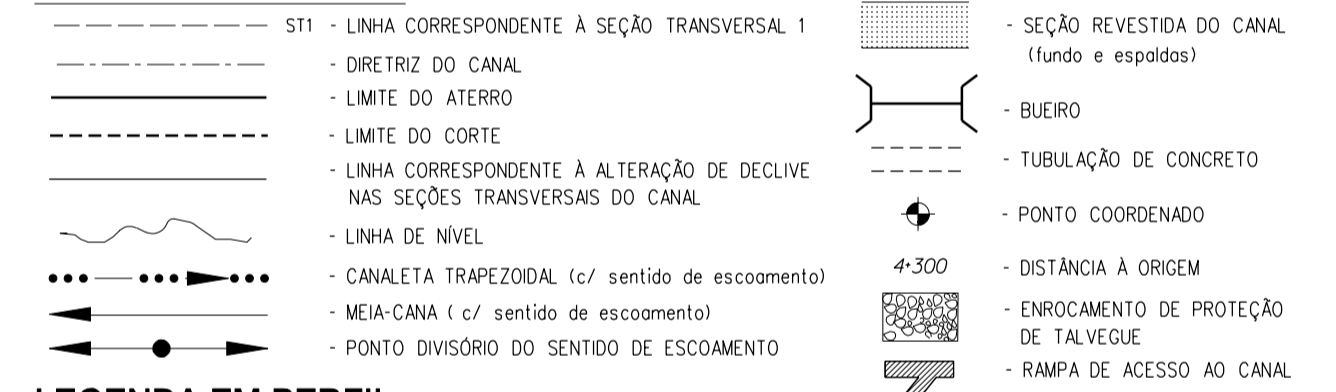 ST1 - LINHA CORRESPONDENTE À SEÇÃO TRANSVERSAL 1
- DIRETRIZ DO CANAL
- LIMITE DO ATERRO
- LIMITE DO CORTE
- LINHA CORRESPONDENTE À ALTERAÇÃO DE DECLIVE
NAS SEÇÕES TRANSVERSAIS DO CANAL
- LINHA DE NÍVEL
- CANALETA TRAPEZOIDAL (c/ sentido de escoamento)
- MEIA-CANA ( c/ sentido de escoamento)
- PONTO DIVISÓRIO DO SENTIDO DE ESCOAMENTO
LEGENDA EM PERFIL
- SEÇÃO REVESTIDA DO CANAL
(fundo e espaldas)
- BUEIRO
- TUBULAÇÃO DE CONCRETO
- PONTO COORDENADO
4+300 - DISTÂNCIA À ORIGEM
- ENROCAMENTO DE PROTEÇÃO
DE TALVEGUE
- RAMPA DE ACESSO AO CANAL